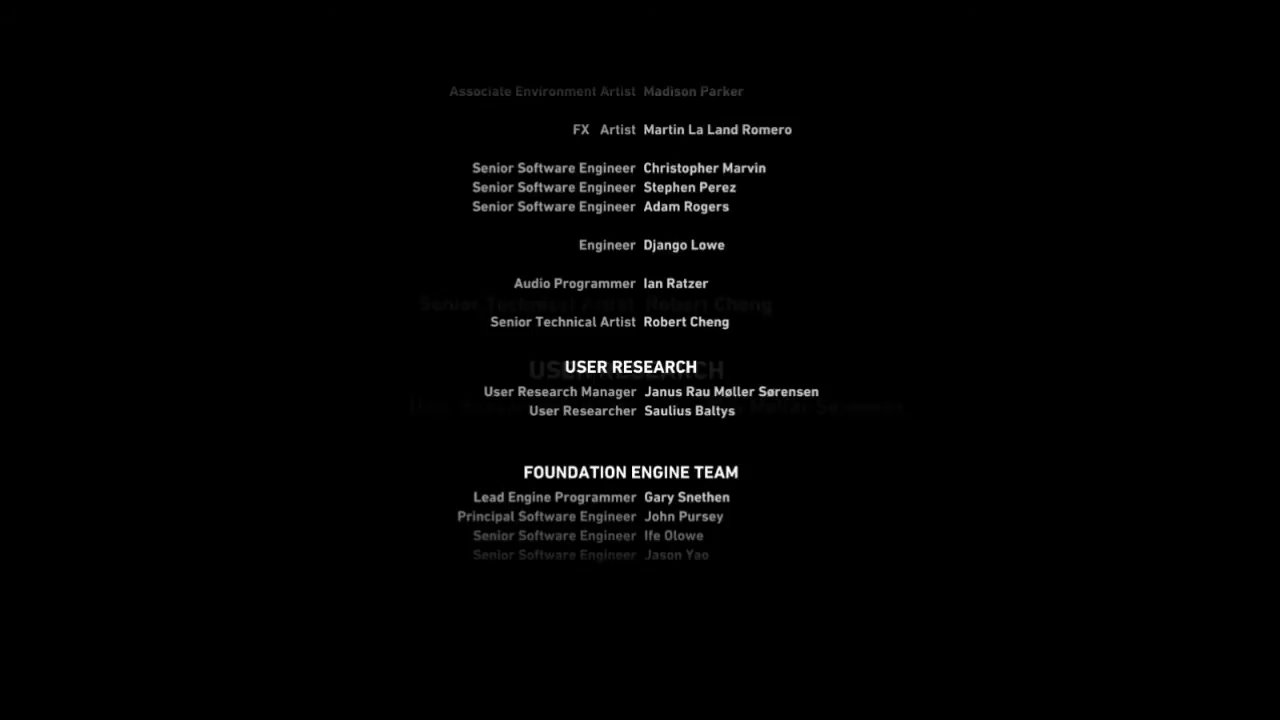 Associate Environment Artist Madison Parker
FX Artist Martin La Land Romero
Senior Software Engineer Christopher Marvin
Senior Software Engineer Stephen Perez
Senior Software Engineer Adam Rogers
Engineer Django Lowe
Audio Programmer Ian Ratzer
Senior Technical Artist Robert Cheng
USER RESEARCH
User Research Manager Janus Rau Møller Sørensen
User Researcher Saulius Baltys
FOUNDATION ENGINE TEAM
Lead Engine Programmer Gary Snethen
Principal Software Engineer John Pursey
Senior Software Engineer Ife Olowe
Senior Software Engineer Jason Yao